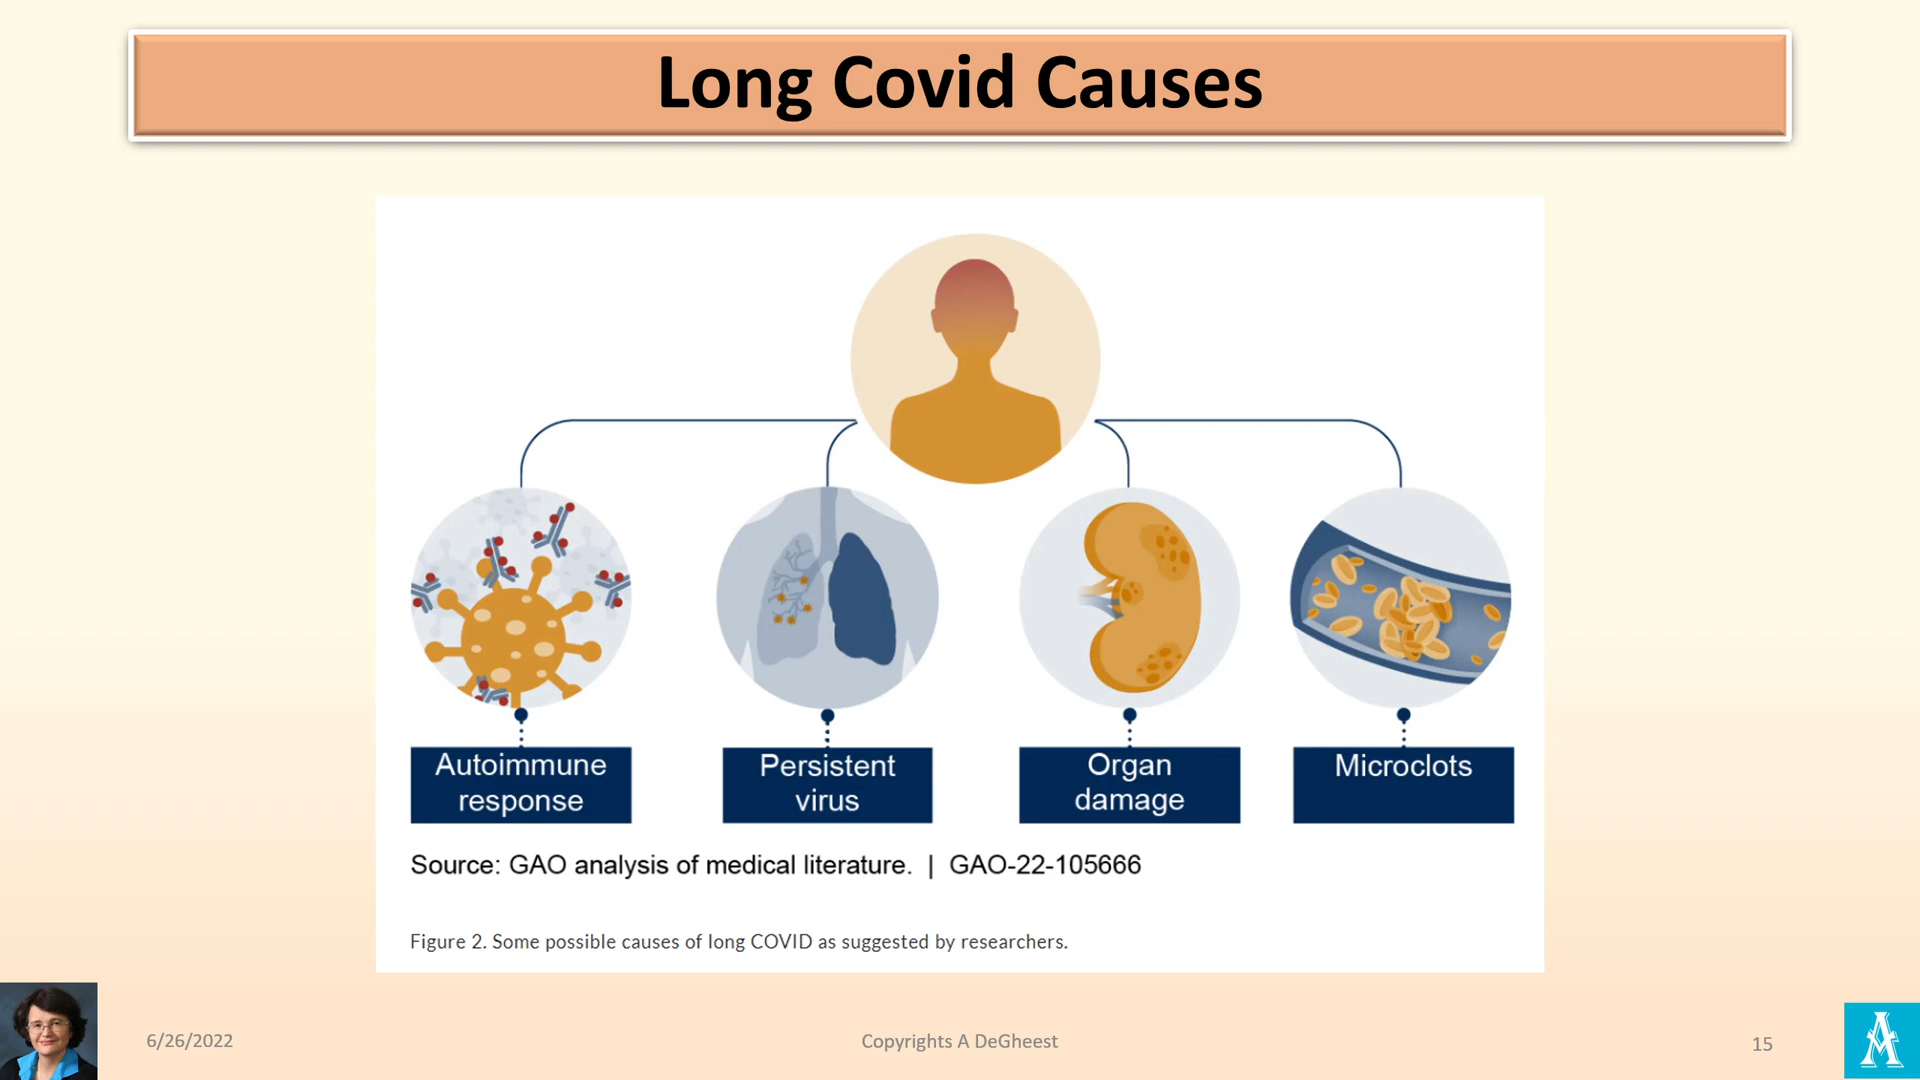 Long Covid Causes
Autoimmune
response
Persistent
virus
Organ
damage
Microclots
Source: GAO analysis of medical literature. | GAO-22-105666
Figure 2. Some possible causes of long COVID as suggested by researchers.
6/26/2022
Copyrights A DeGheest
15
A